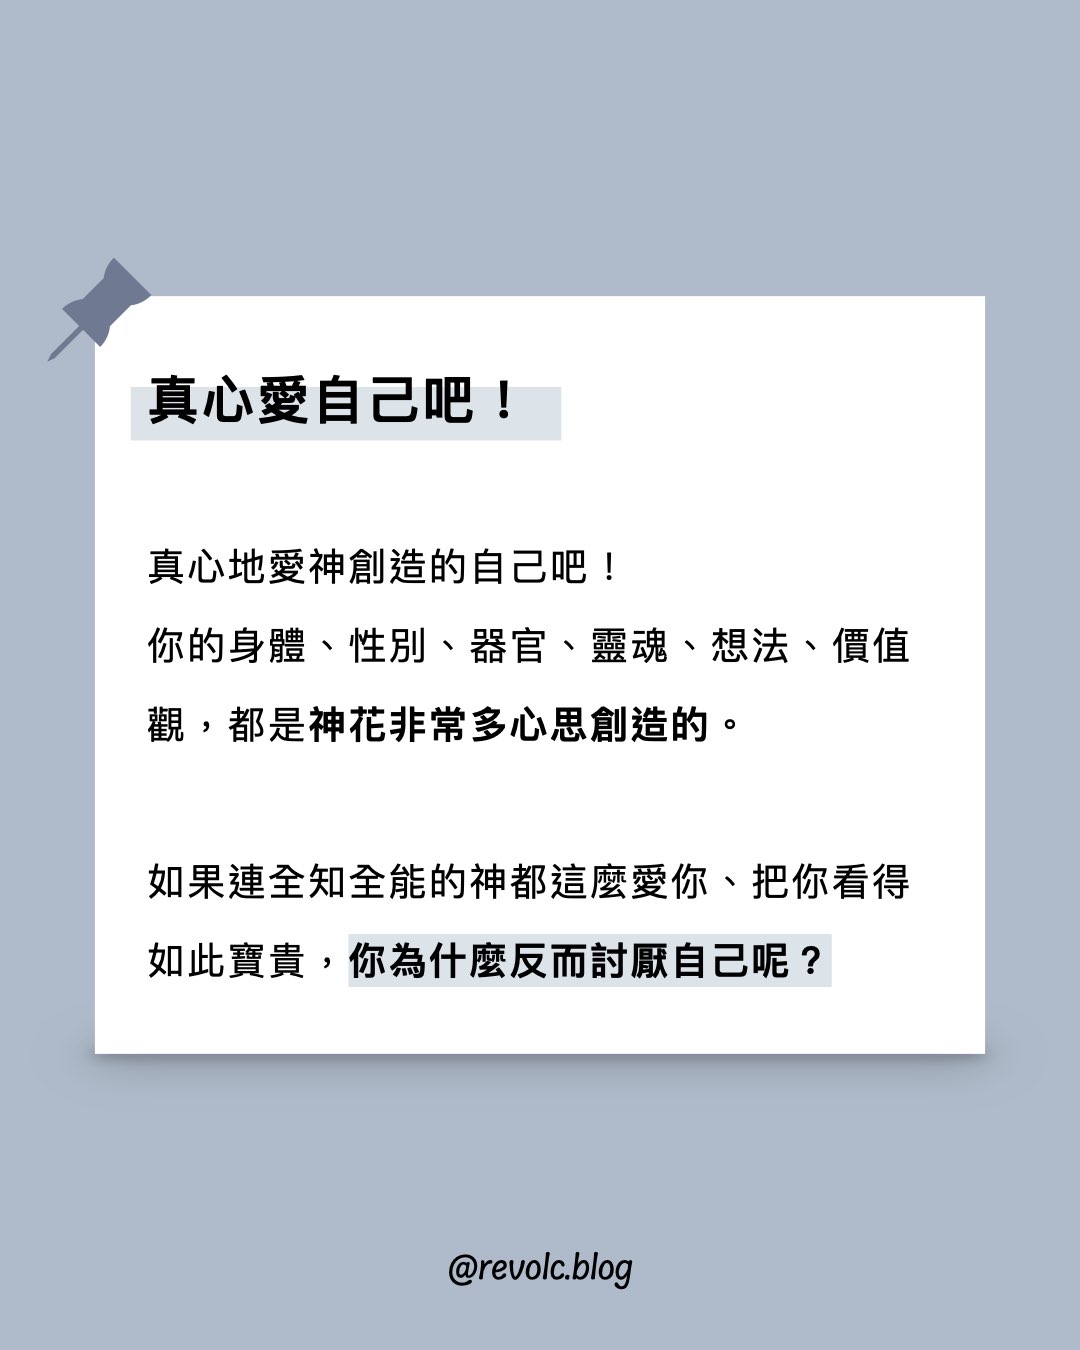 真心愛自己吧！
真心地愛神創造的自己吧！
你的身體、性別、器官、靈魂、想法、價值
觀，都是神花非常多心思創造的。
如果連全知全能的神都這麼愛你、把你看得
如此寶貴，你為什麼反而討厭自己呢？
@revolc.blog